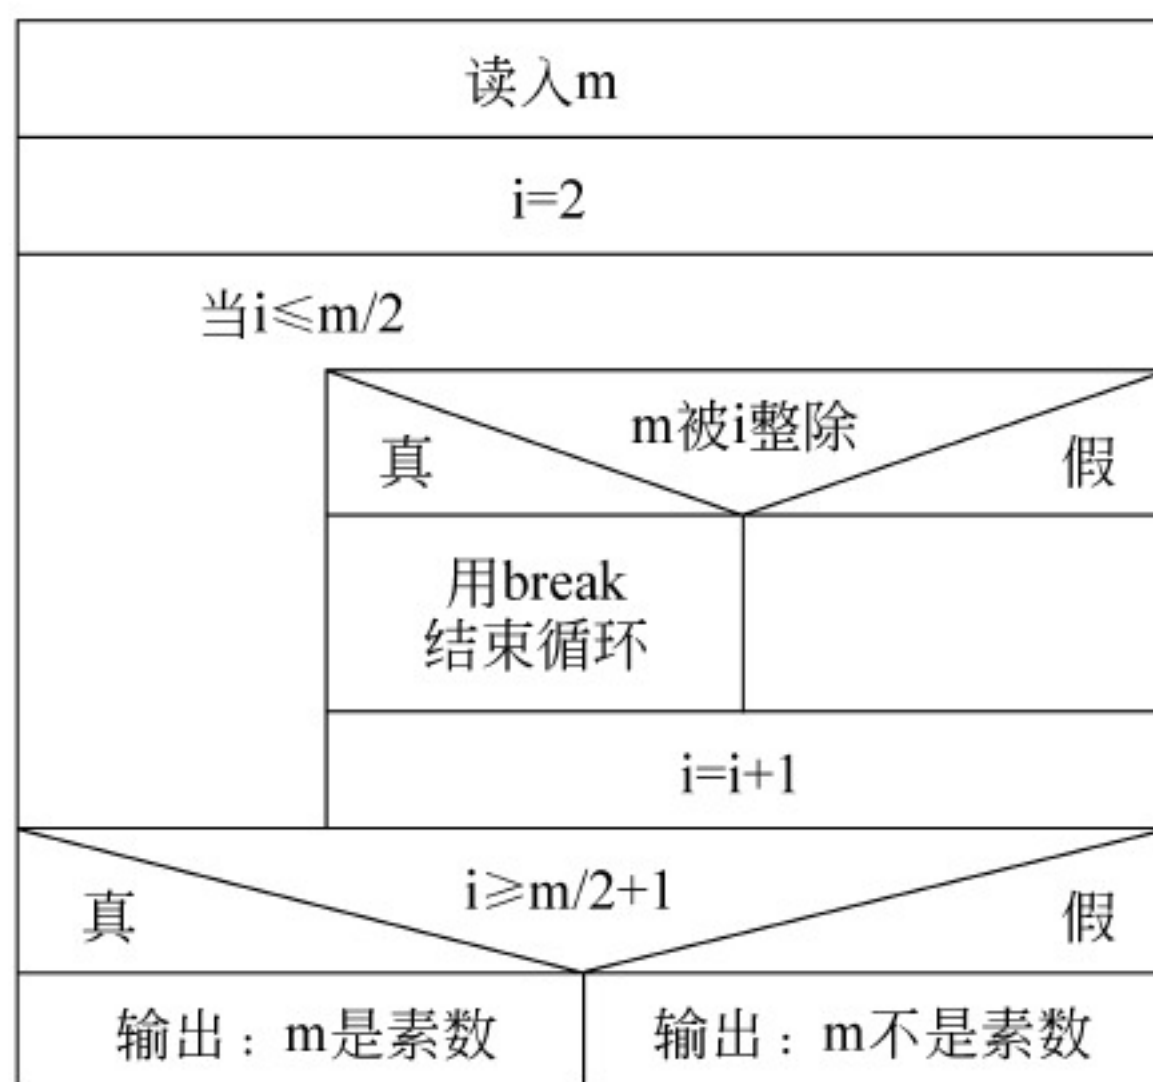 读入m
i=2
当i≤m/2
m被i整除
真
假
用break
结束循环
i=i+1
i≥m/2+1
真
假
输出：m是素数
输出：m不是素数